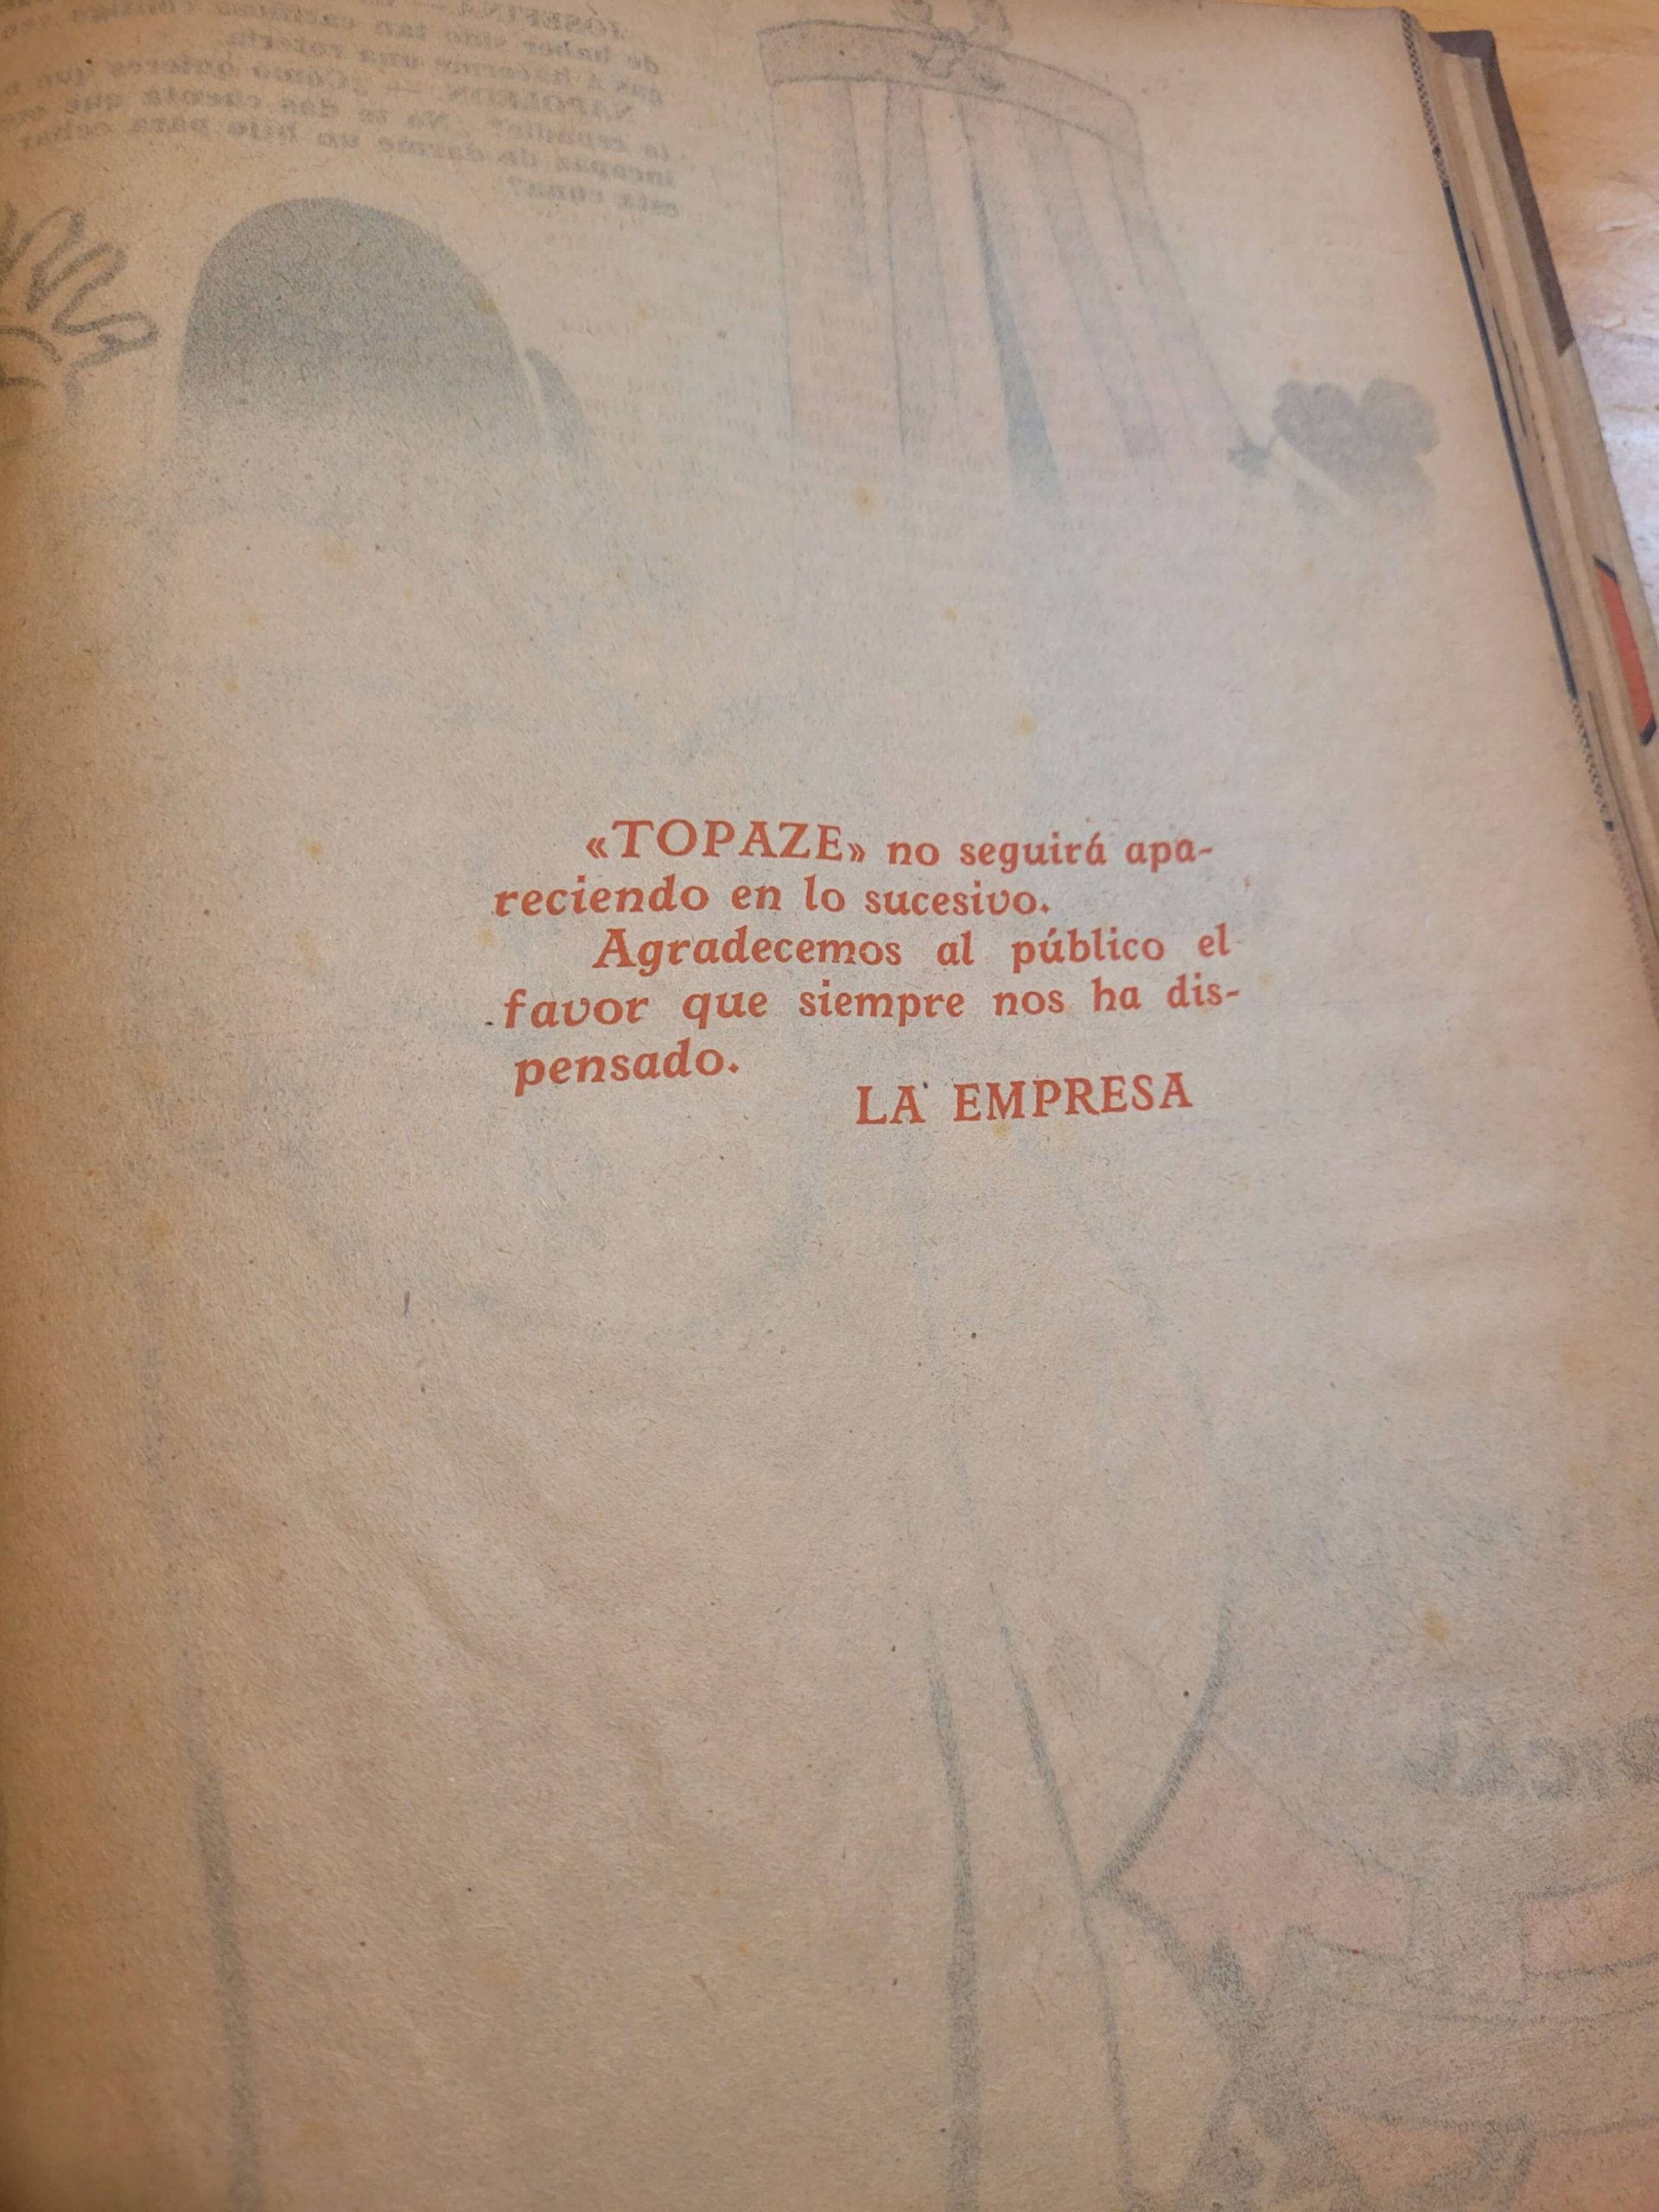 «TOPAZE» no seguirá apa-
reciendo en lo sucesivo.
Agradecemos al público el
favor que siempre nos ha dis-
pensado.
LA EMPRESA